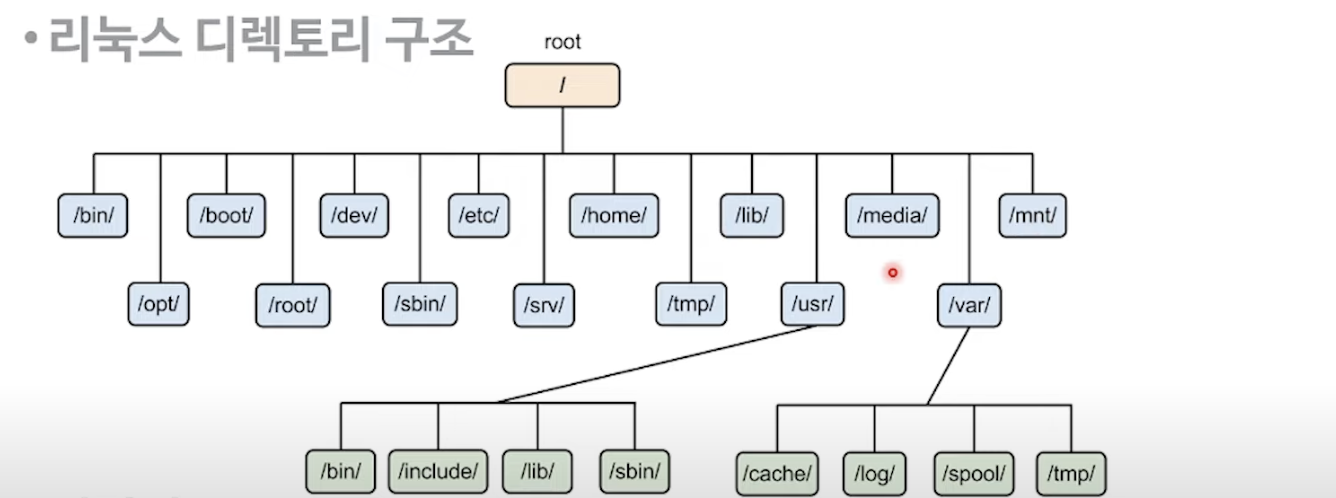 • 리눅스 디렉토리 구조
root
/
/bin/ /boot/ /dev/ /etc/ /home/ /lib/ /media/ /mnt/
/opt/ /root/ /sbin/ /srv/ /tmp/ /usr/ /var/
/bin/ /include/ /lib/ /sbin/ /cache/ /log/ /spool/ /tmp/